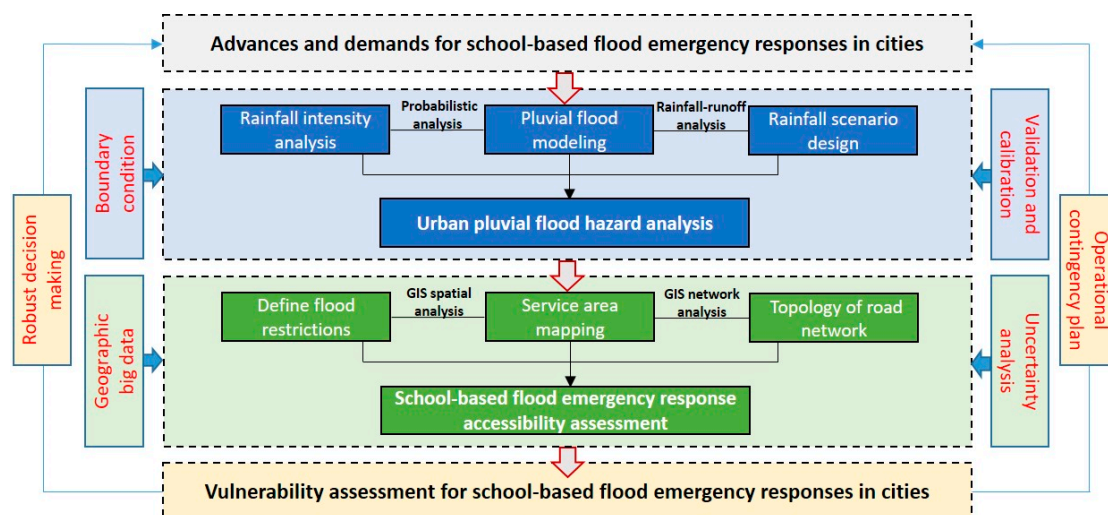 Advances and demands for school-based flood emergency responses in cities
Rainfall intensity
analysis
Probabilistic
analysis
Pluvial flood
modeling
Rainfall-runoff
analysis
Rainfall scenario
design
Urban pluvial flood hazard analysis
Boundary
condition
Validation and
calibration
Robust decision
making
Operational
contingency plan
Define flood
restrictions
GIS spatial
analysis
Service area
mapping
GIS network
analysis
Topology of road
network
School-based flood emergency response
accessibility assessment
Geographic
big data
Uncertainty
analysis
Vulnerability assessment for school-based flood emergency responses in cities